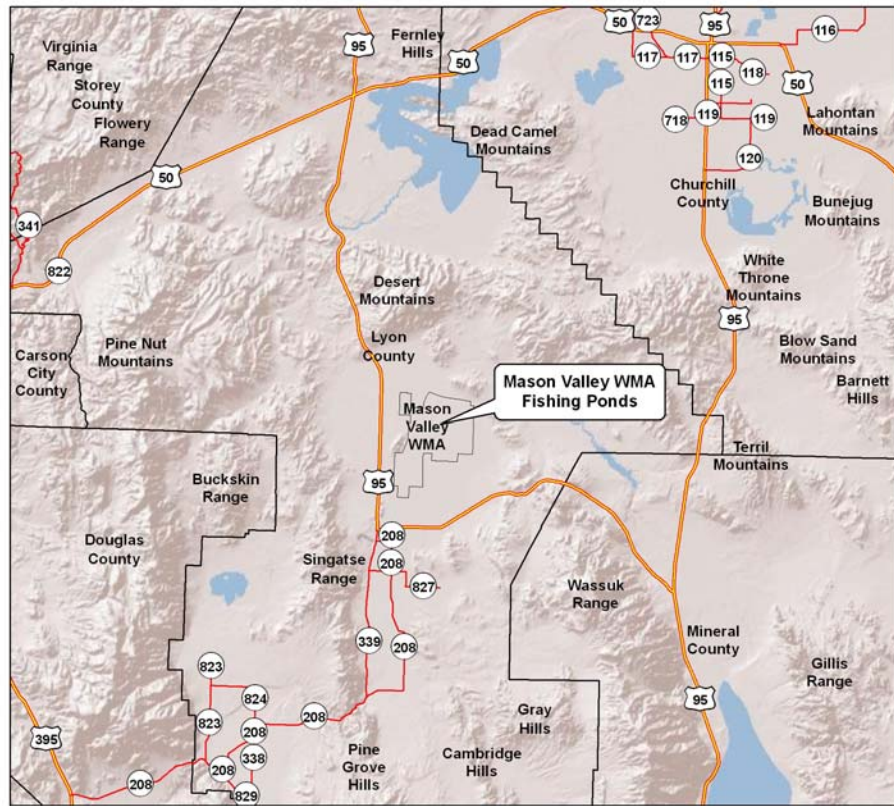 Virginia
Range
Storey
County
Flowery
Range
95
Fernley
Hills
50
50
723
95
116
117
117
115
115
118
50
718
119
119
120
Dead Camel
Mountains
Lahontan
Mountains
Churchill
County
Bunejug
Mountains
50
341
822
Desert
Mountains
White
Throne
Mountains
95
Blow Sand
Mountains
Barnett
Hills
Carson
City
County
Pine Nut
Mountains
Lyon
County
Mason Valley WMA
Fishing Ponds
Mason
Valley
WMA
Terril
Mountains
Buckskin
Range
95
Douglas
County
208
Singatse
Range
208
827
Wassuk
Range
339
208
Mineral
County
Gillis
Range
823
824
823
208
208
95
Gray
Hills
395
208
208
338
829
Pine
Grove
Hills
Cambridge
Hills